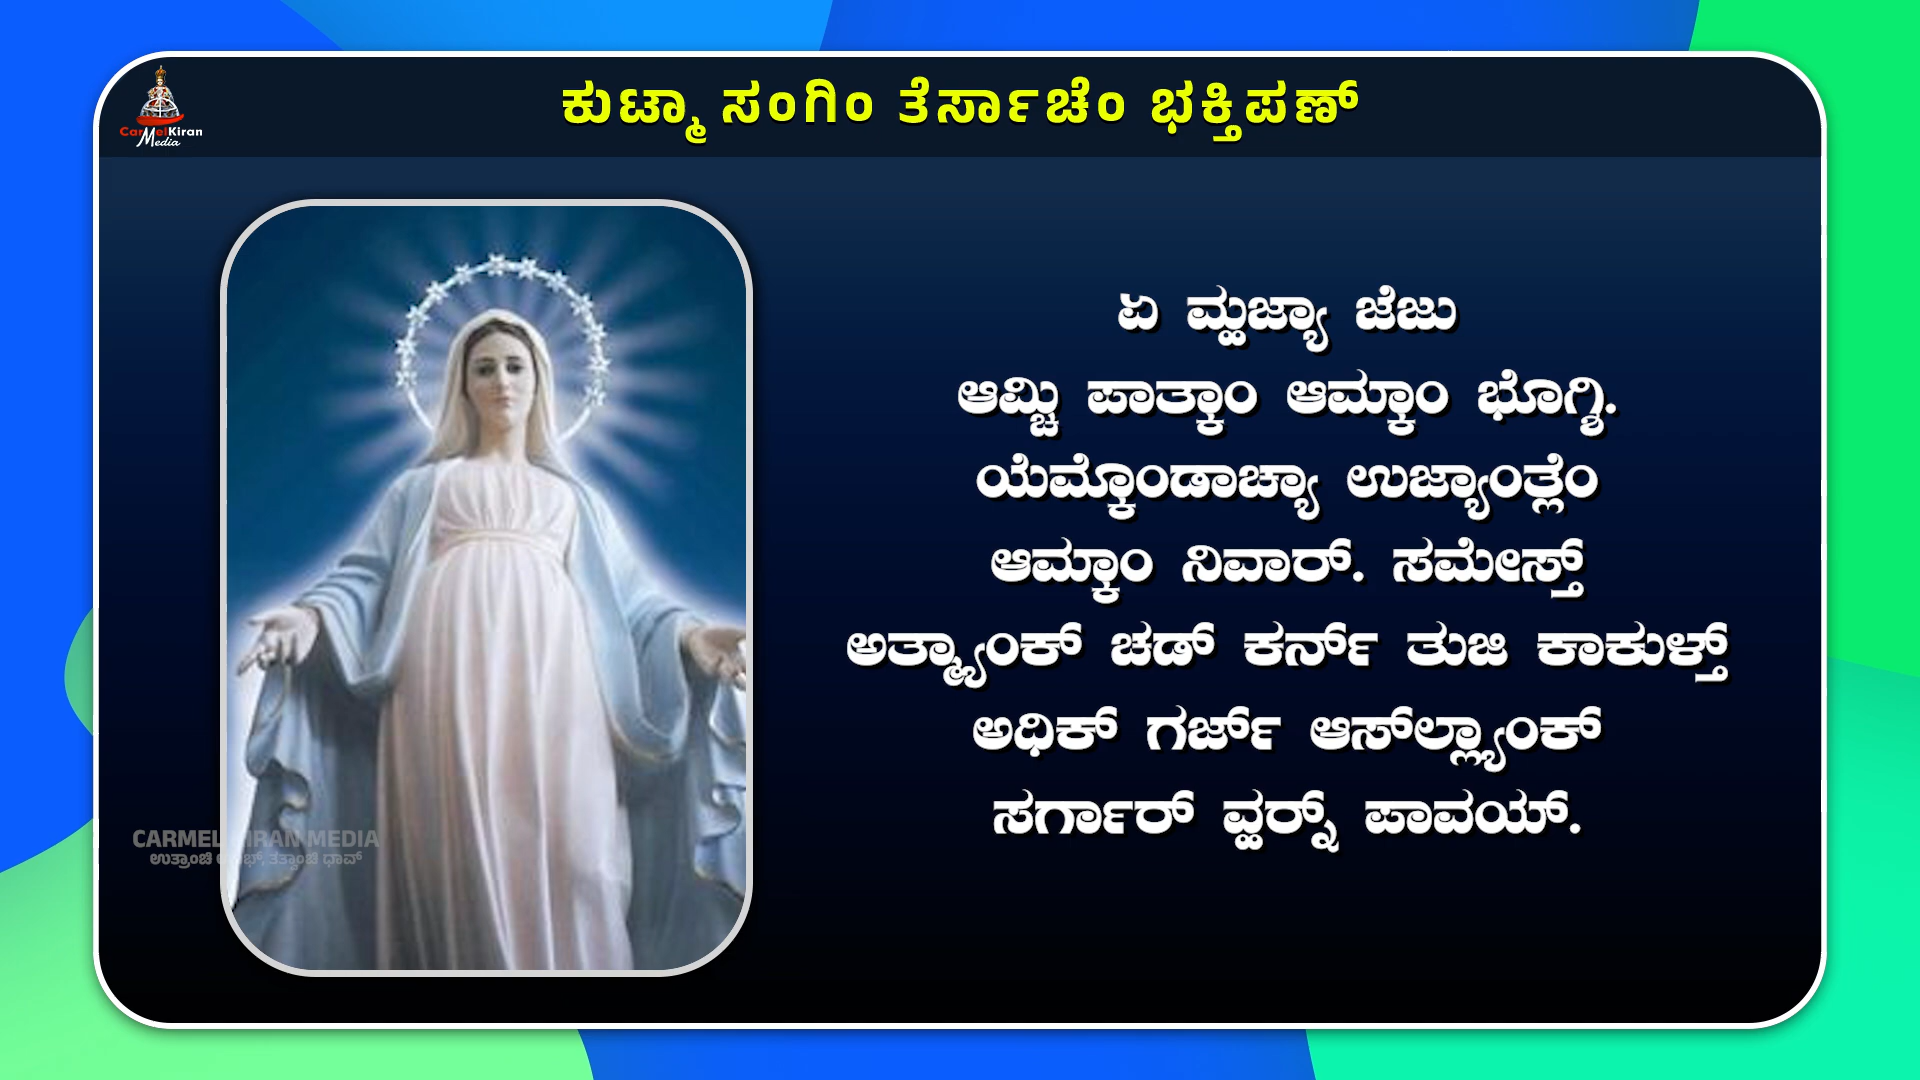 CarmelKiran
Media
ಕುಟ್ಮಾ ಸಂಗಿಂ ತೆರ್ಸಾಚೆಂ ಭಕ್ತಿಪಣ್
ಏ ಮ್ಹಜ್ಯಾ ಜೆಜು
ಆಮ್ಚಿ ಪಾತ್ಕಾಂ ಆಮ್ಕಾಂ ಭೊಗ್ಶಿ.
ಯೆಮ್ಕೊಂಡಾಚ್ಯಾ ಉಜ್ಯಾಂತ್ಲೆಂ
ಆಮ್ಕಾಂ ನಿವಾರ್. ಸಮೇಸ್ತ್
ಅತ್ಮ್ಯಾಂಕ್ ಚಡ್ ಕರ್ನ್ ತುಜಿ ಕಾಕುಳ್ತ್
ಅಧಿಕ್ ಗರ್ಜ್ ಆಸ್‌ಲ್ಲ್ಯಾಂಕ್
ಸರ್ಗಾರ್ ವ್ಹರ್‍ನ್ ಪಾವಯ್.
CARMEL KIRAN MEDIA